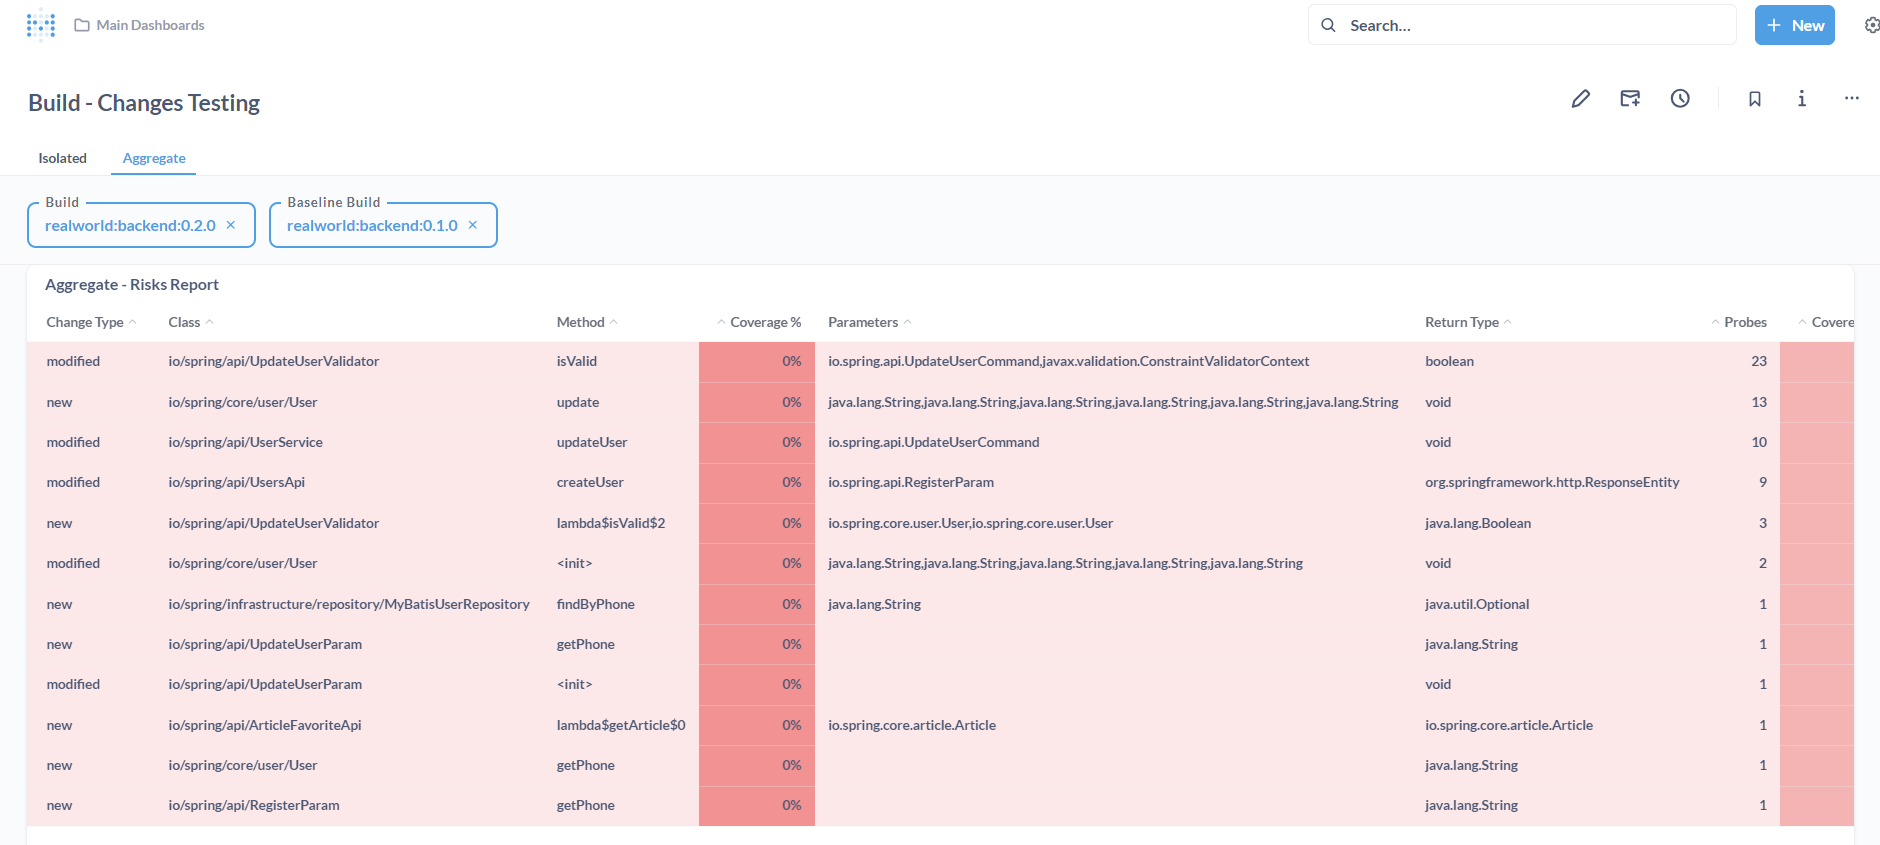 Main Dashboards
Search...
New
Build - Changes Testing
Isolated Aggregate
Build Baseline Build
realworld:backend:0.2.0 × realworld:backend:0.1.0 ×
Aggregate - Risks Report
Change Type Class Method Coverage % Parameters Return Type Probes Covere
modified io/spring/api/UpdateUserValidator isValid 0% io.spring.api.UpdateUserCommand,javax.validation.ConstraintValidatorContext boolean 23
new io/spring/core/user/User update 0% java.lang.String,java.lang.String,java.lang.String,java.lang.String,java.lang.String,java.lang.String void 13
modified io/spring/api/UserService updateUser 0% io.spring.api.UpdateUserCommand void 10
modified io/spring/api/UsersApi createUser 0% io.spring.api.RegisterParam org.springframework.http.ResponseEntity 9
new io/spring/api/UpdateUserValidator lambda$isValid$2 0% io.spring.core.user.User,io.spring.core.user.User java.lang.Boolean 3
modified io/spring/core/user/User <init> 0% java.lang.String,java.lang.String,java.lang.String,java.lang.String,java.lang.String void 2
new io/spring/infrastructure/repository/MyBatisUserRepository findByPhone 0% java.lang.String java.util.Optional 1
new io/spring/api/UpdateUserParam getPhone 0% java.lang.String 1
modified io/spring/api/UpdateUserParam <init> 0% void 1
new io/spring/api/ArticleFavoriteApi lambda$getArticle$0 0% io.spring.core.article.Article io.spring.core.article.Article 1
new io/spring/core/user/User getPhone 0% java.lang.String 1
new io/spring/api/RegisterParam getPhone 0% java.lang.String 1